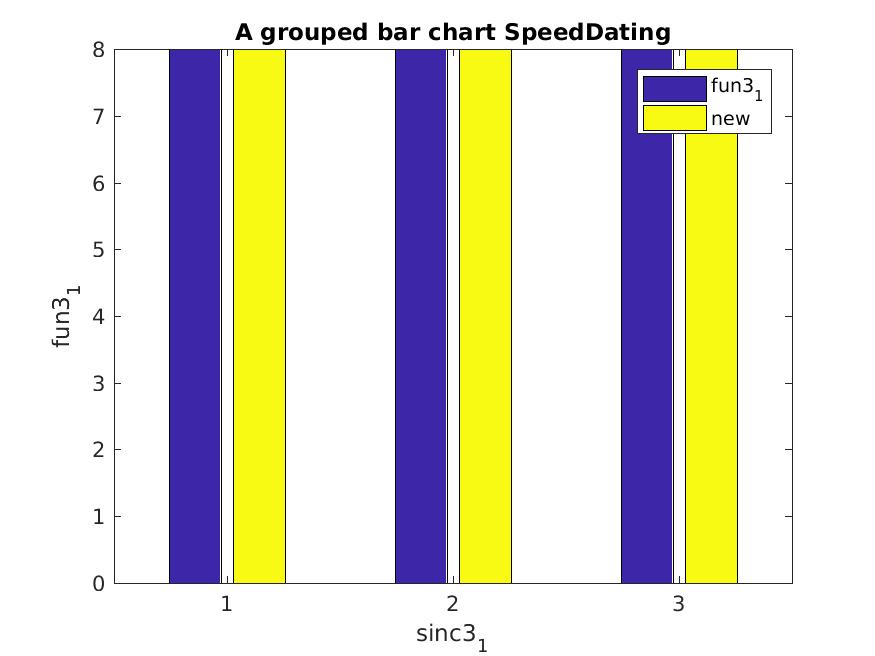 A grouped bar chart SpeedDating
8
7
6
5
4
3
2
1
0
fun3₁
new
fun3₁
1 2 3
sinc3₁